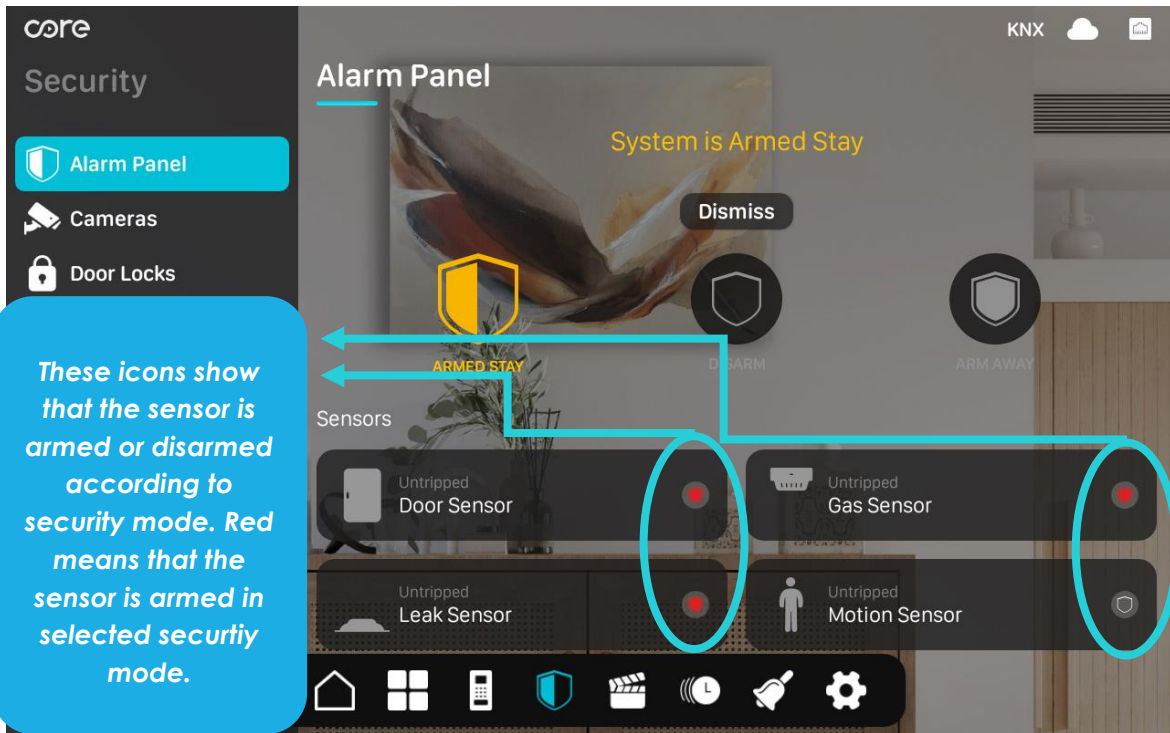 core
KNX
Security
Alarm Panel
System is Armed Stay
Alarm Panel
Cameras
Dismiss
Door Locks
ARMED STAY
DISARM
ARM AWAY
These icons show
that the sensor is
armed or disarmed
according to
security mode. Red
means that the
sensor is armed in
selected securtiy
mode.
Sensors
Untripped
Door Sensor
Untripped
Gas Sensor
Untripped
Leak Sensor
Untripped
Motion Sensor